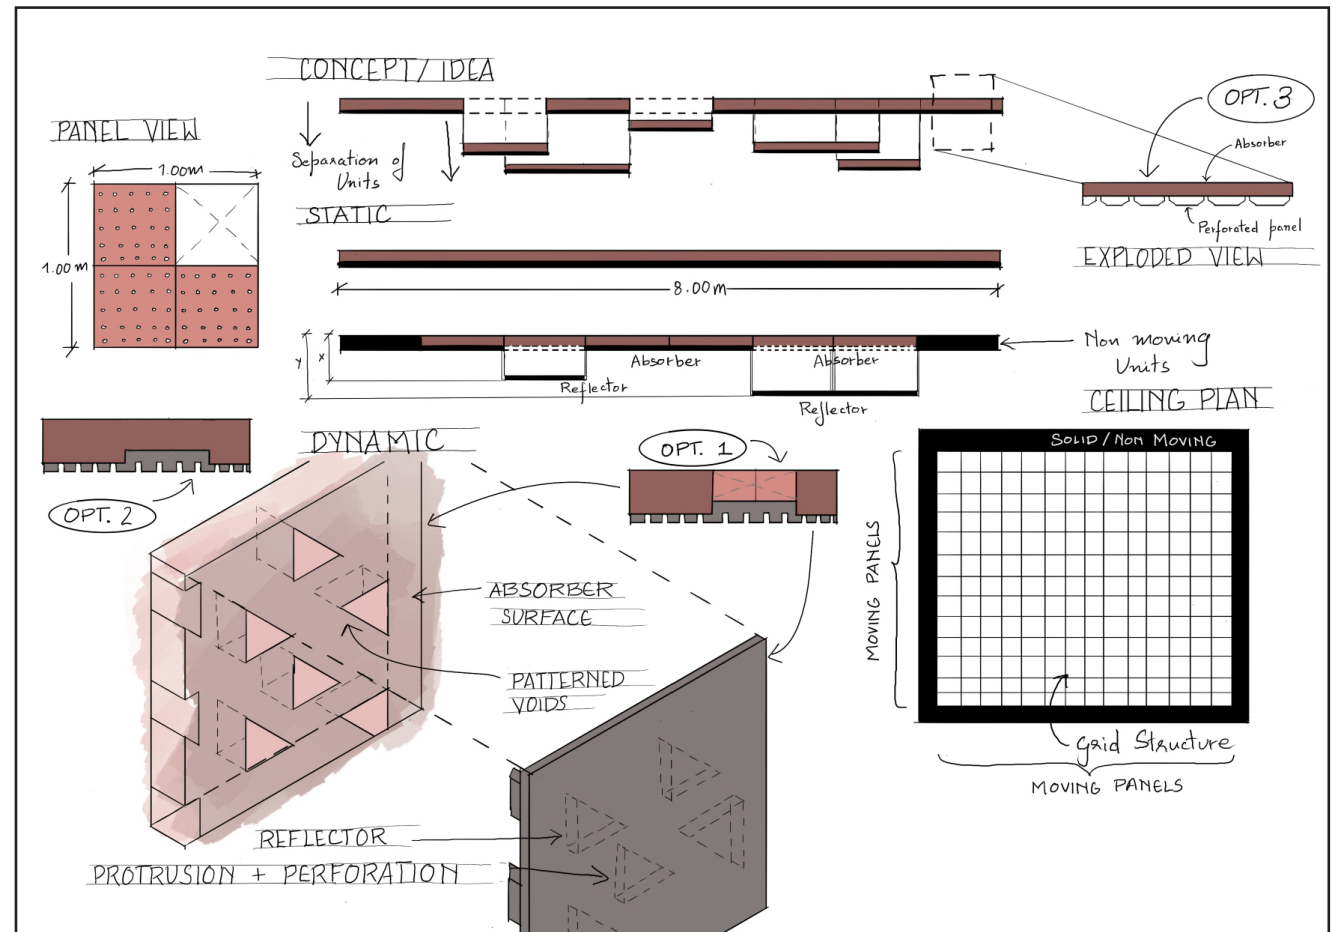 CONCEPT/ IDEA
PANEL VIEW
1.00m
1.00m
Separation of
Units
STATIC
OPT. 3
Absorber
Perforated panel
EXPLODED VIEW
8.00m
Y
X
Absorber
Absorber
Reflector
Reflector
Non moving
Units
CEILING PLAN
SOLID / NON MOVING
MOVING PANELS
Grid Structure
MOVING PANELS
DYNAMIC
OPT. 1
OPT. 2
ABSORBER
SURFACE
PATTERNED
VOIDS
REFLECTOR
PROTRUSION + PERFORATION